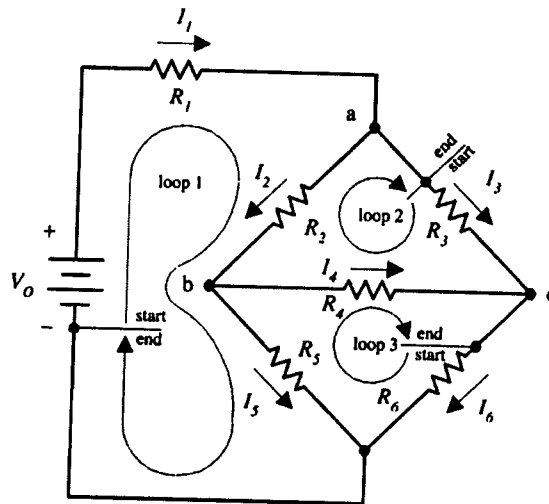 I1
R1
a
end
start
loop 1
I2
I3
R2
loop 2
R3
+
VO
b
I4
c
R4
start
end
loop 3
end
start
R5
R6
I5
I6
−